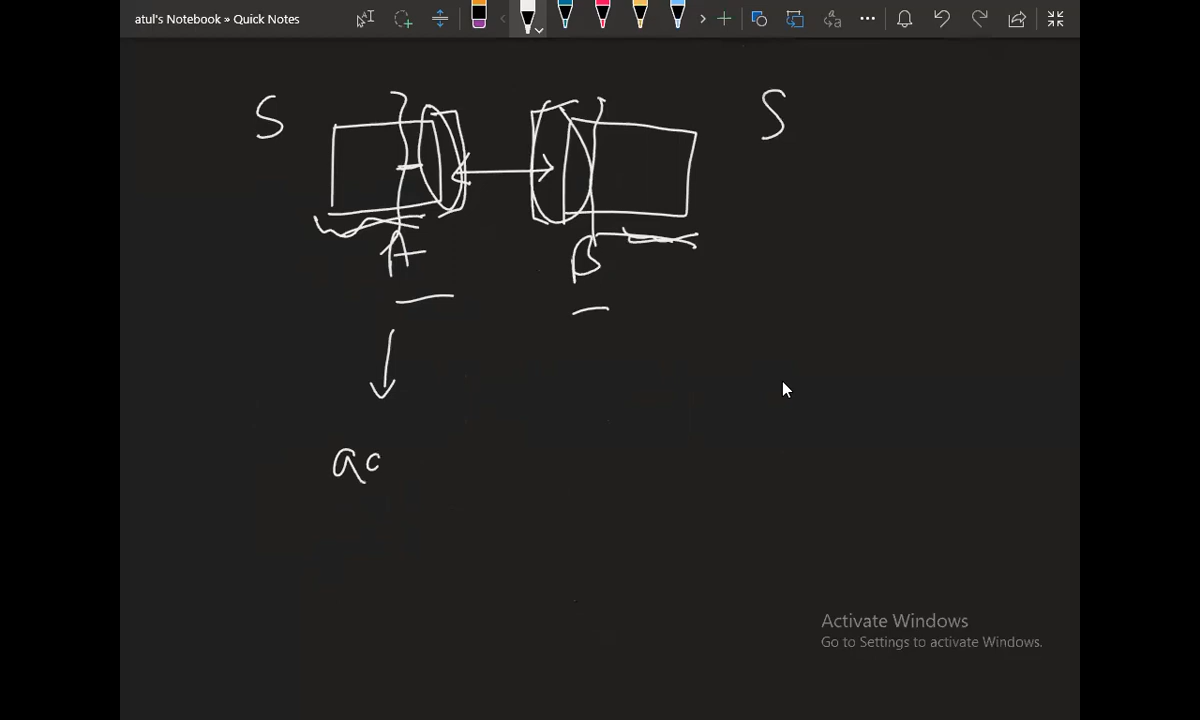 atul's Notebook » Quick Notes
S S
A B
ac
Activate Windows
Go to Settings to activate Windows.